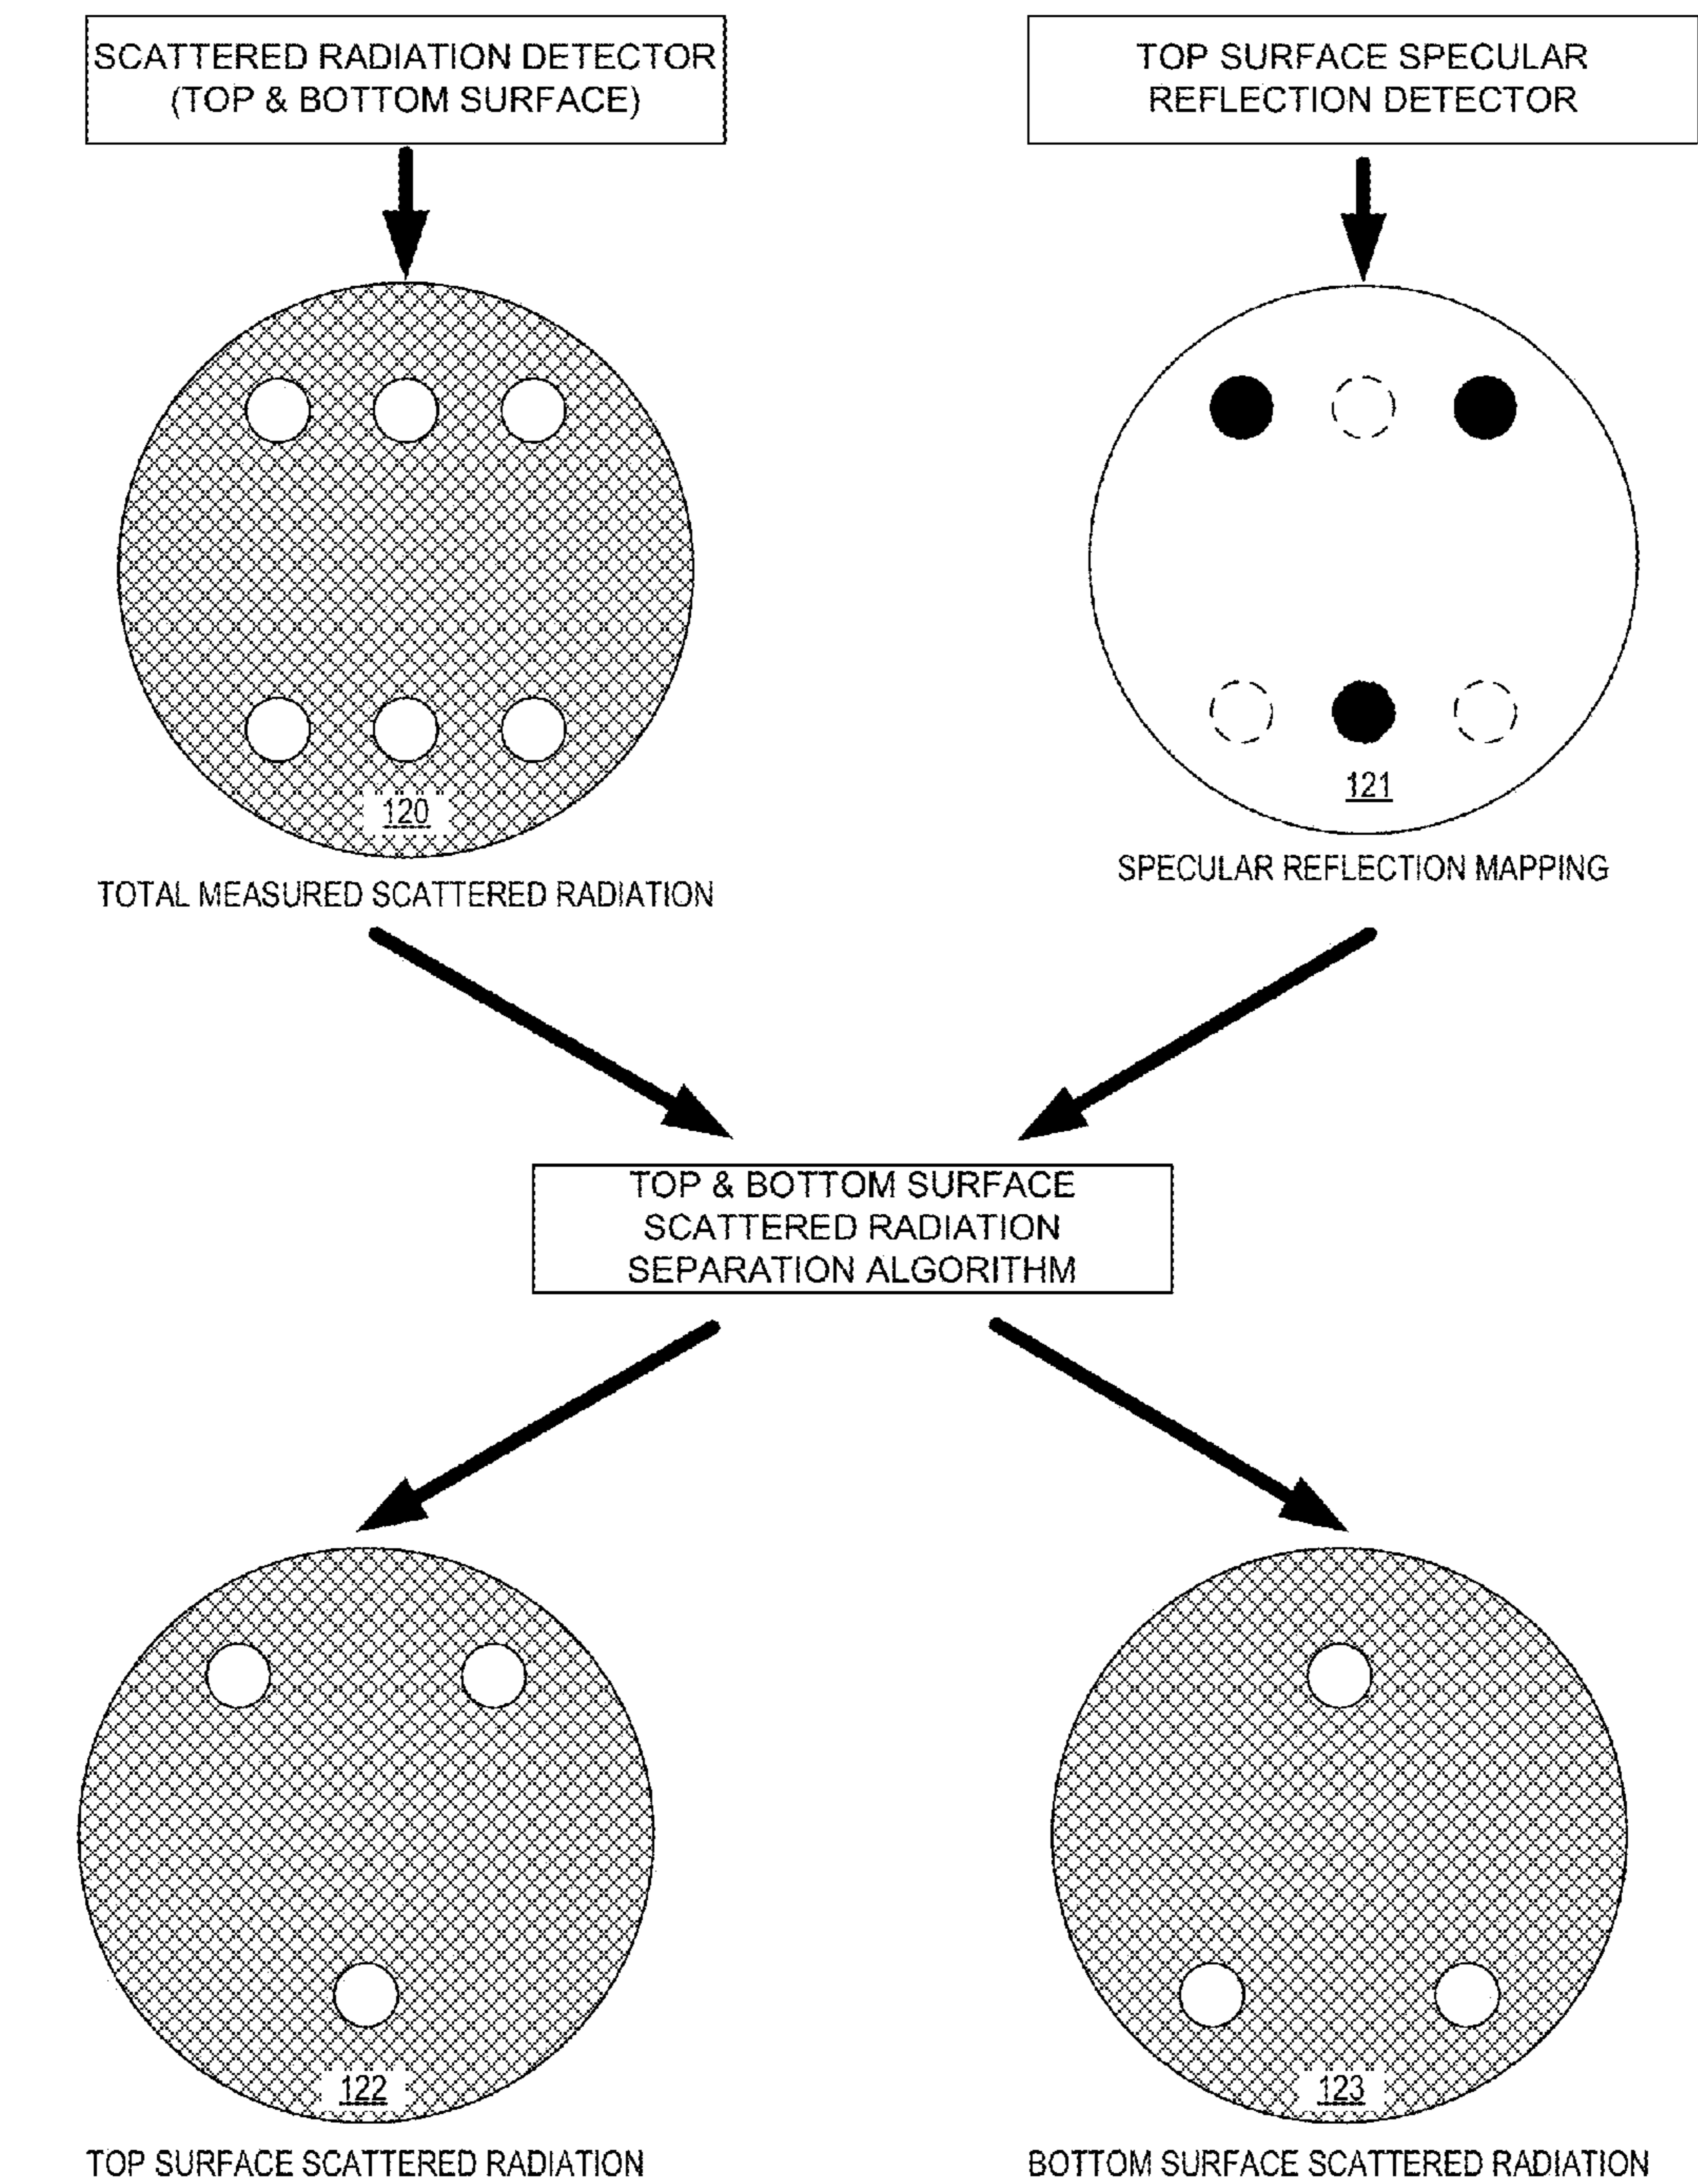 SCATTERED RADIATION DETECTOR
(TOP & BOTTOM SURFACE)
TOP SURFACE SPECULAR
REFLECTION DETECTOR
120
TOTAL MEASURED SCATTERED RADIATION
121
SPECULAR REFLECTION MAPPING
TOP & BOTTOM SURFACE
SCATTERED RADIATION
SEPARATION ALGORITHM
122
TOP SURFACE SCATTERED RADIATION
123
BOTTOM SURFACE SCATTERED RADIATION